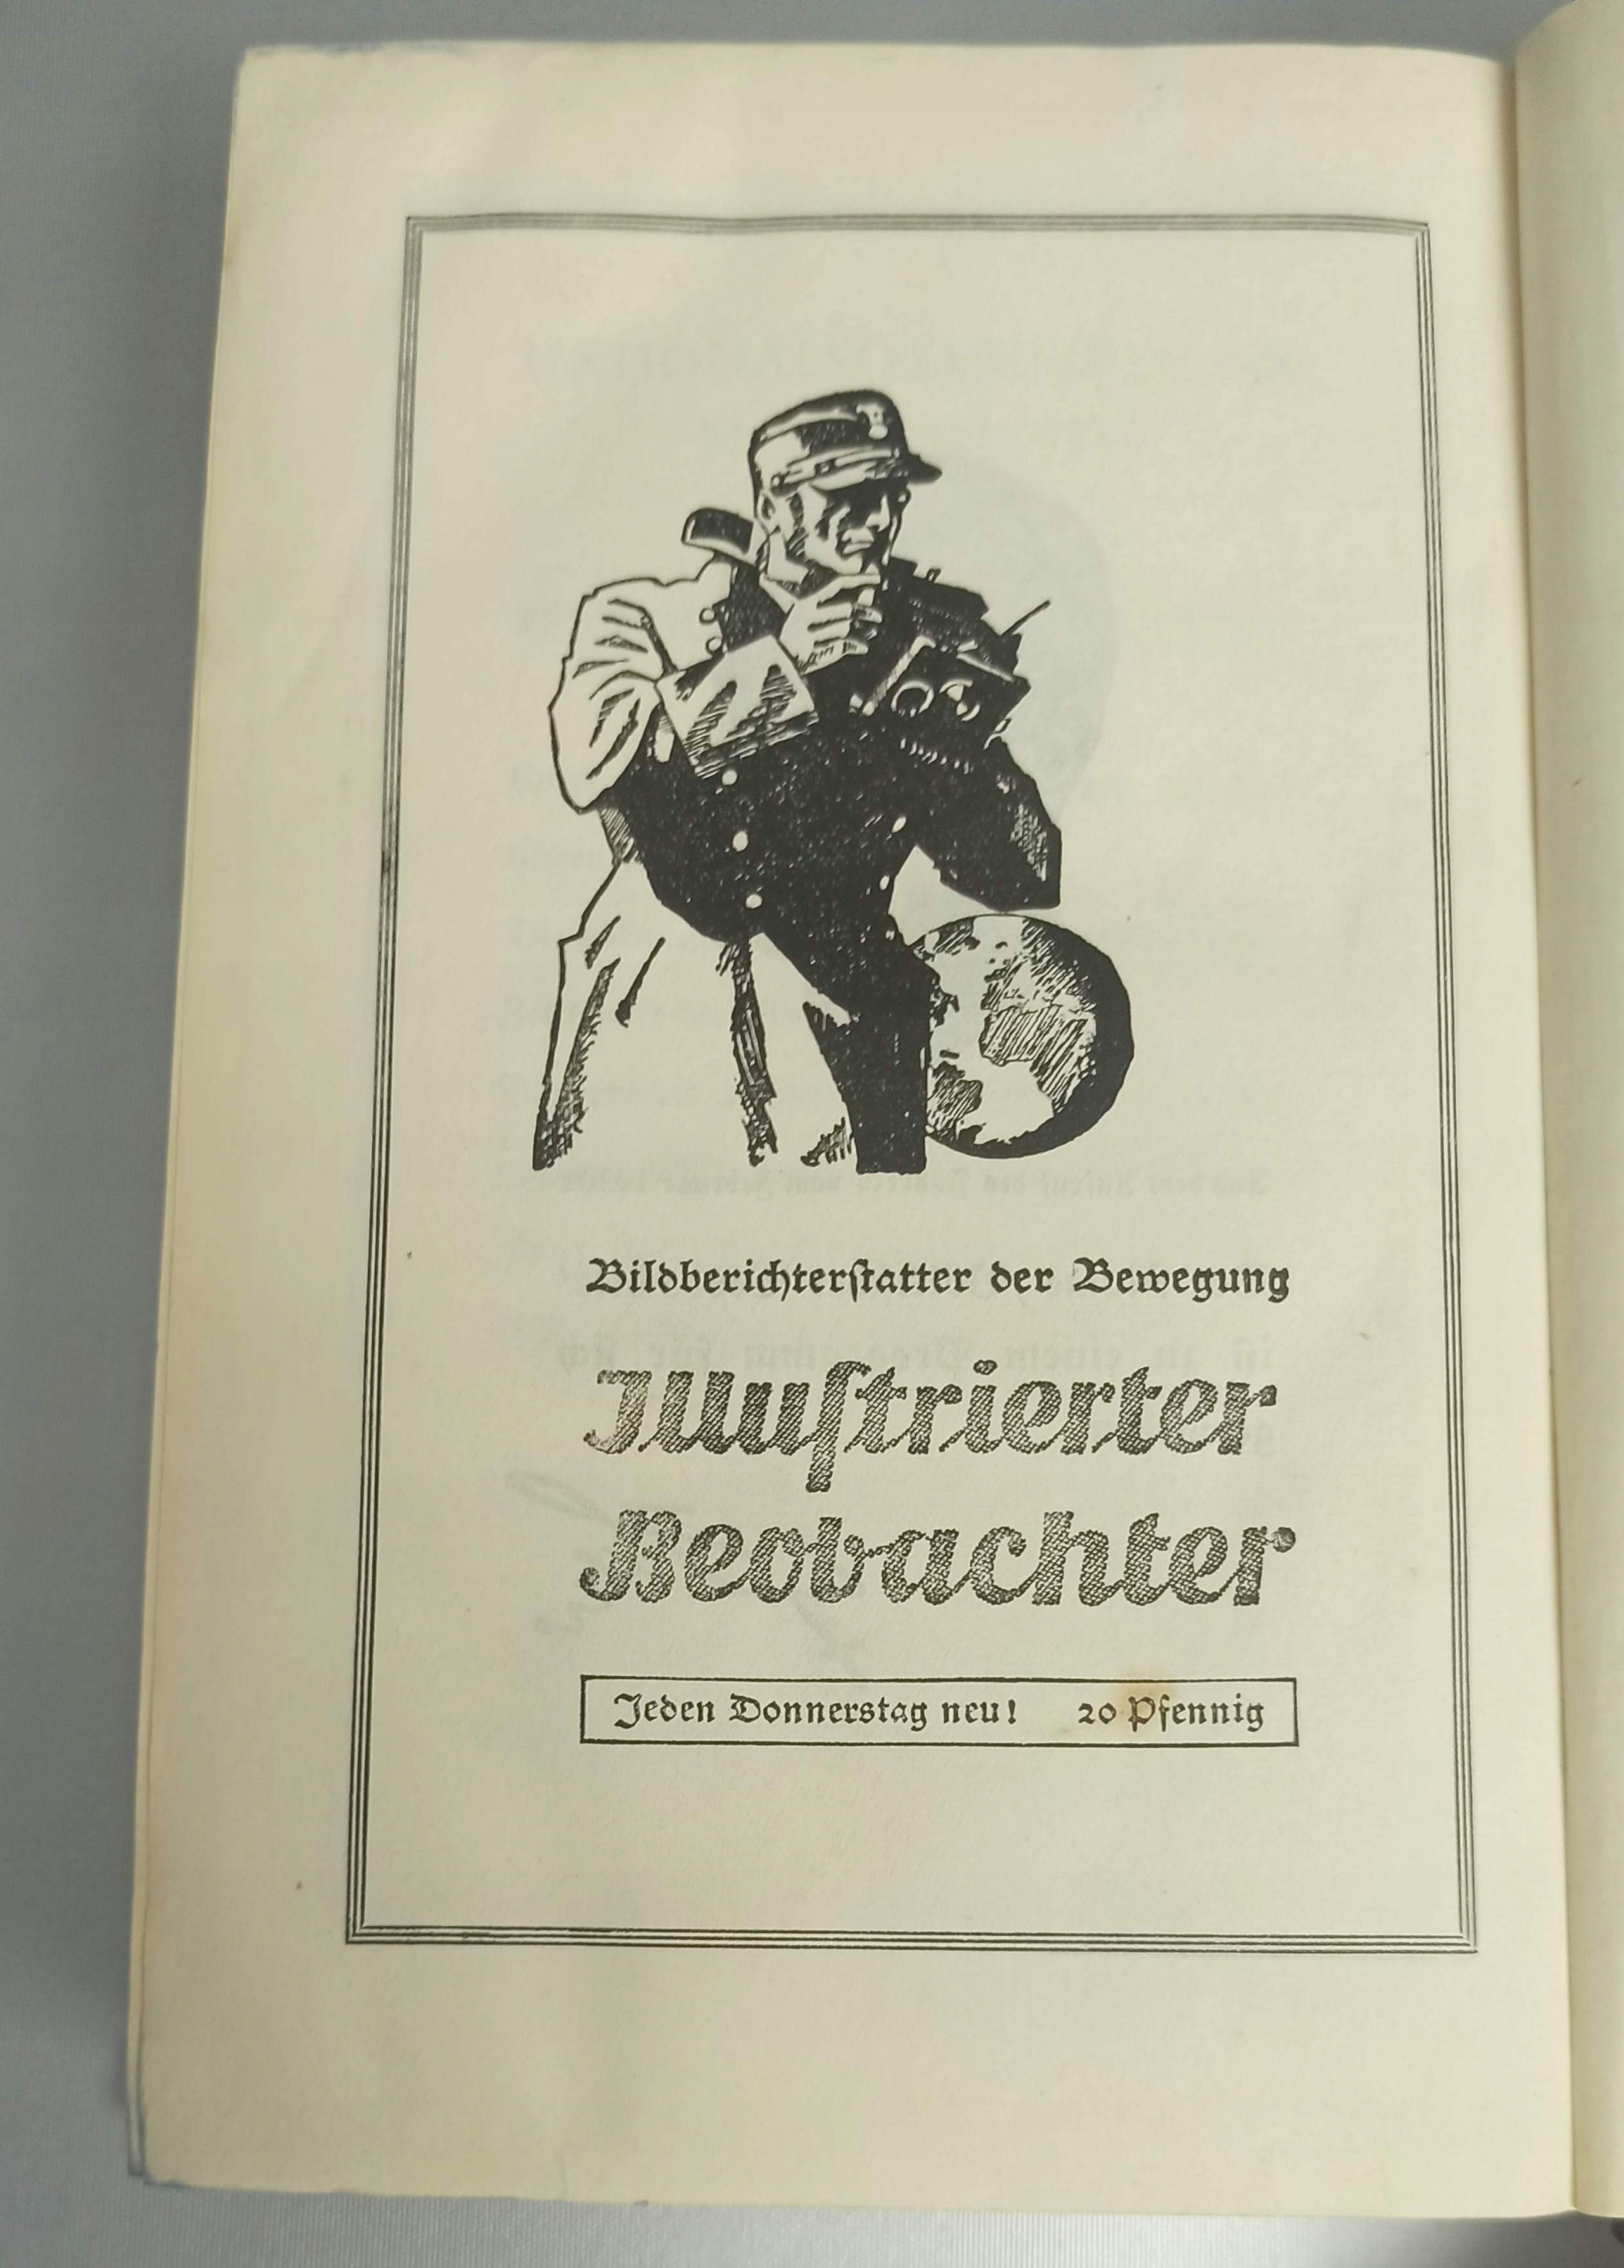 Bildberichterſtatter der Bewegung
Illuſtrierter
Beobachter
Jeden Donnerstag neu! 20 Pfennig